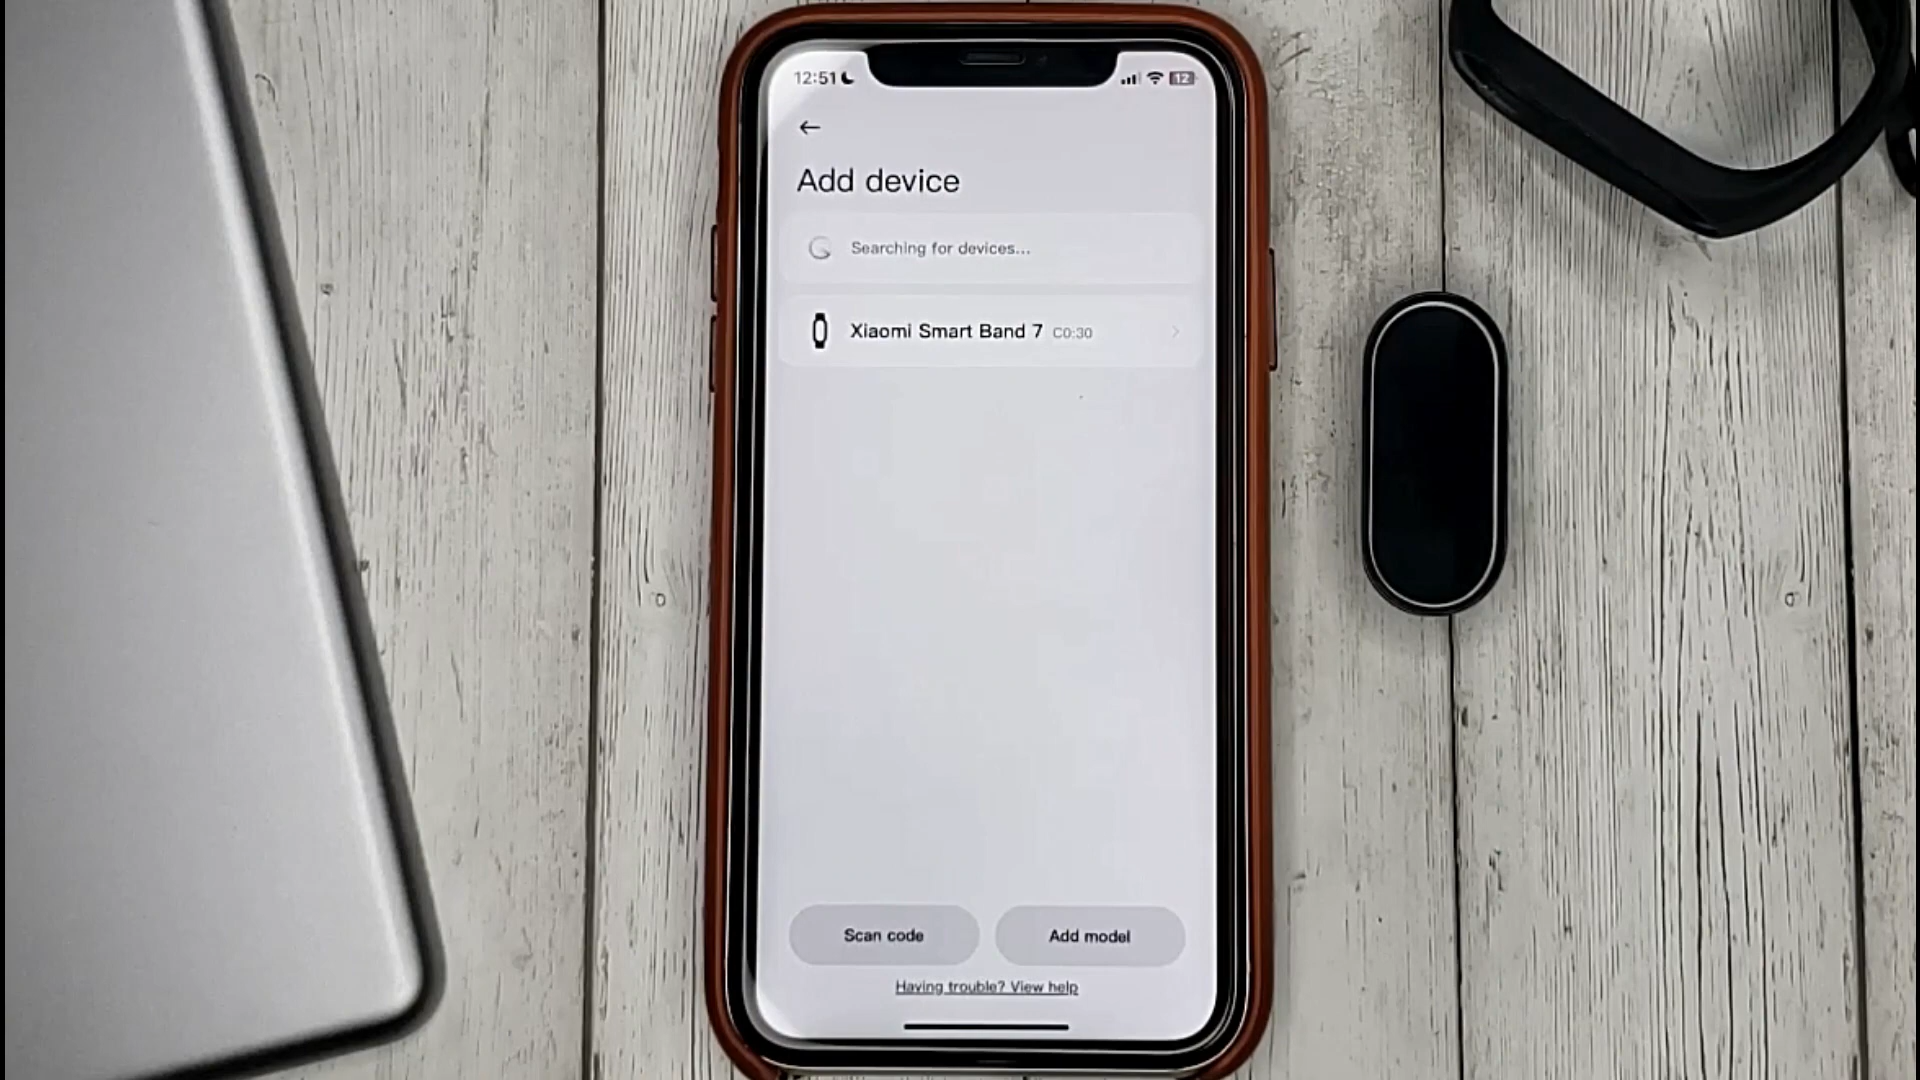 12:51
12
Add device
Searching for devices...
Xiaomi Smart Band 7 C0:30
Scan code
Add model
Having trouble? View help